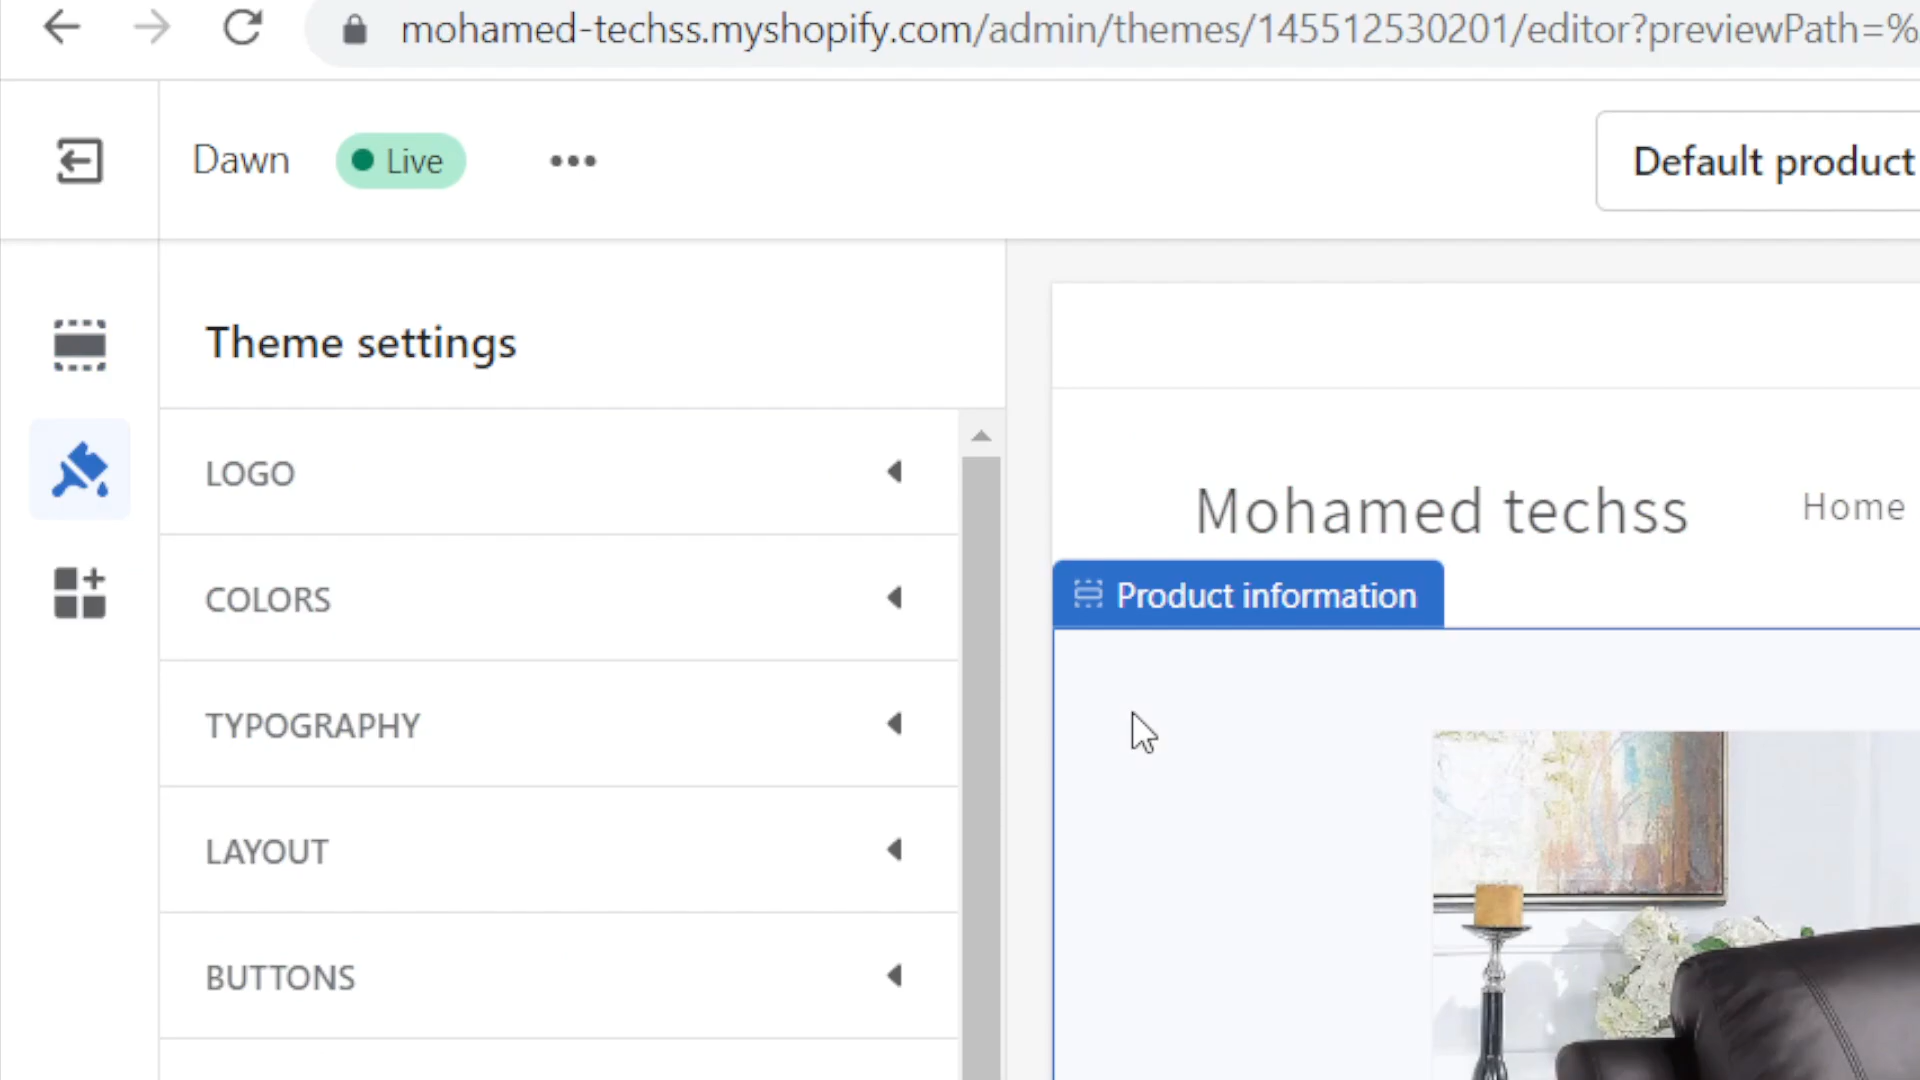 mohamed-techss.myshopify.com/admin/themes/145512530201/editor?previewPath=%
Dawn
Live
Default product
Theme settings
LOGO
COLORS
TYPOGRAPHY
LAYOUT
BUTTONS
Mohamed techss
Home
Product information